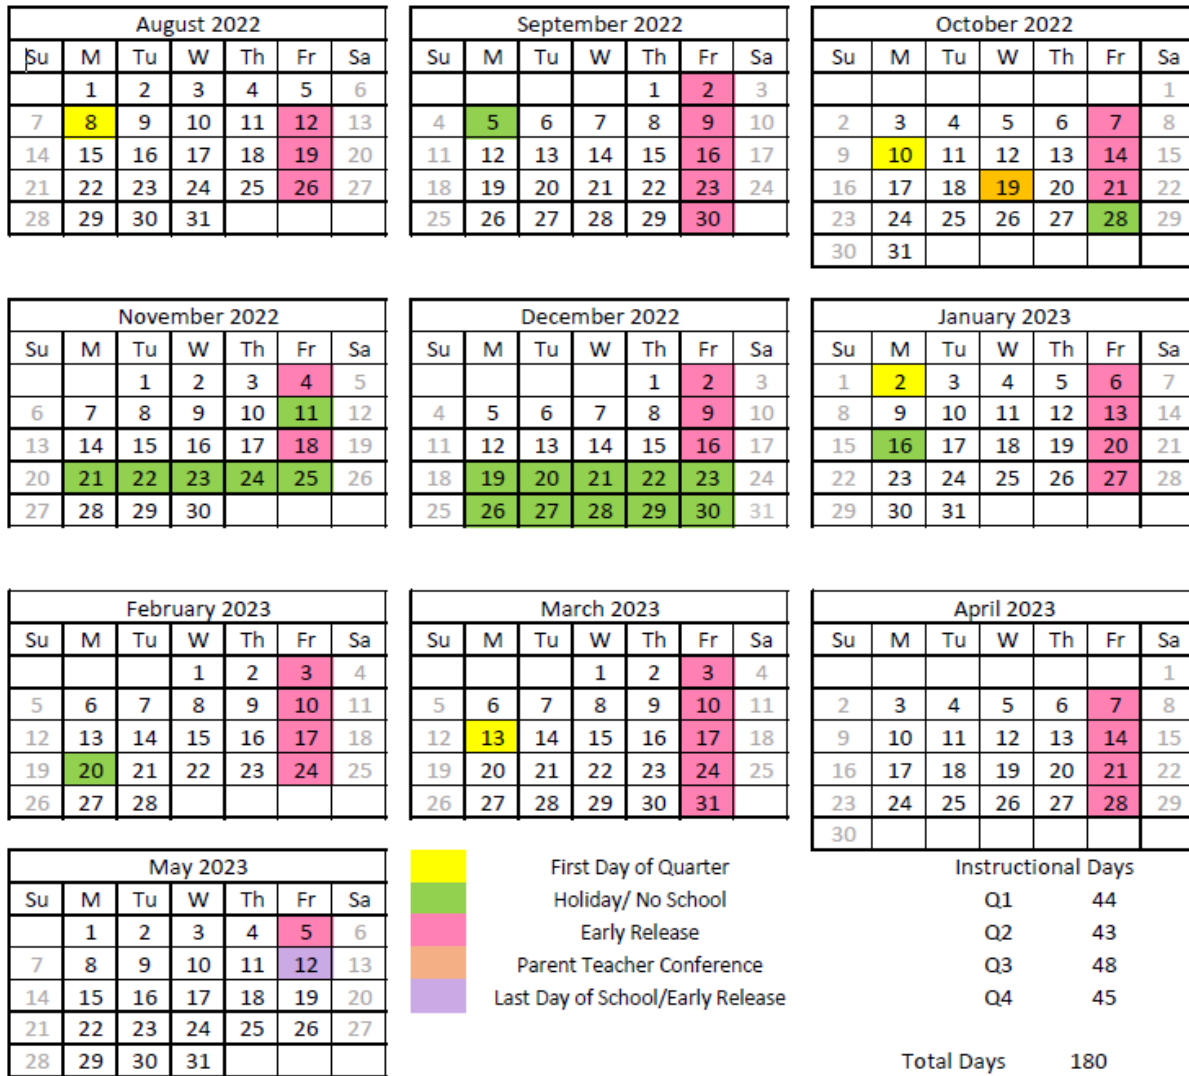 August 2022
Su M Tu W Th Fr Sa
1 2 3 4 5 6
7 8 9 10 11 12 13
14 15 16 17 18 19 20
21 22 23 24 25 26 27
28 29 30 31
September 2022
Su M Tu W Th Fr Sa
1 2 3
4 5 6 7 8 9 10
11 12 13 14 15 16 17
18 19 20 21 22 23 24
25 26 27 28 29 30
October 2022
Su M Tu W Th Fr Sa
1
2 3 4 5 6 7 8
9 10 11 12 13 14 15
16 17 18 19 20 21 22
23 24 25 26 27 28 29
30 31
November 2022
Su M Tu W Th Fr Sa
1 2 3 4 5
6 7 8 9 10 11 12
13 14 15 16 17 18 19
20 21 22 23 24 25 26
27 28 29 30
December 2022
Su M Tu W Th Fr Sa
1 2 3
4 5 6 7 8 9 10
11 12 13 14 15 16 17
18 19 20 21 22 23 24
25 26 27 28 29 30 31
January 2023
Su M Tu W Th Fr Sa
1 2 3 4 5 6 7
8 9 10 11 12 13 14
15 16 17 18 19 20 21
22 23 24 25 26 27 28
29 30 31
February 2023
Su M Tu W Th Fr Sa
1 2 3 4
5 6 7 8 9 10 11
12 13 14 15 16 17 18
19 20 21 22 23 24 25
26 27 28
March 2023
Su M Tu W Th Fr Sa
1 2 3 4
5 6 7 8 9 10 11
12 13 14 15 16 17 18
19 20 21 22 23 24 25
26 27 28 29 30 31
April 2023
Su M Tu W Th Fr Sa
1
2 3 4 5 6 7 8
9 10 11 12 13 14 15
16 17 18 19 20 21 22
23 24 25 26 27 28 29
30
May 2023
Su M Tu W Th Fr Sa
1 2 3 4 5 6
7 8 9 10 11 12 13
14 15 16 17 18 19 20
21 22 23 24 25 26 27
28 29 30 31
First Day of Quarter
Holiday/ No School
Early Release
Parent Teacher Conference
Last Day of School/Early Release
Instructional Days
Q1 44
Q2 43
Q3 48
Q4 45
Total Days 180